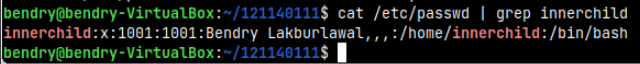 bendry@bendry-VirtualBox:~/121140111$ cat /etc/passwd | grep innerchild
innerchild:x:1001:1001:Bendry Lakburlawal,,,:/home/innerchild:/bin/bash
bendry@bendry-VirtualBox:~/121140111$